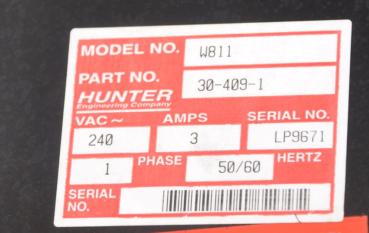 MODEL NO. W811
PART NO. 30-409-1
HUNTER
Engineering Company
VAC ~ AMPS SERIAL NO.
240 3 LP9671
1 PHASE 50/60 HERTZ
SERIAL
NO.